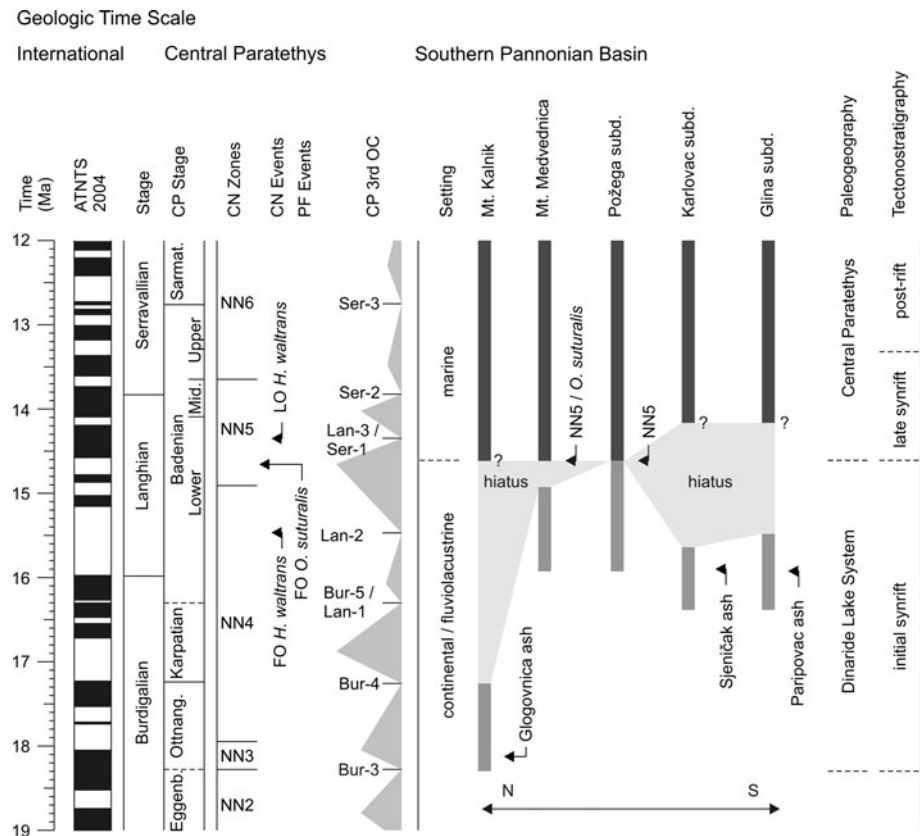 Geologic Time Scale
International
Central Paratethys
Southern Pannonian Basin
Time
(Ma)
ATNTS
2004
Stage
CP Stage
CN Zones
CN Events
PF Events
CP 3rd OC
Setting
Mt. Kalnik
Mt. Medvednica
Požega subd.
Karlovac subd.
Glina subd.
Paleogeography
Tectonostratigraphy
12
13
14
15
16
17
18
19
Serravallian
Langhian
Burdigalian
Sarmat.
Badenian
Upper
Mid.
Lower
Karpatian
Ottnang.
Eggenb.
NN6
NN5
NN4
NN3
NN2
LO H. waltrans
FO H. waltrans
FO O. suturalis
Ser-3
Ser-2
Lan-3 /
Ser-1
Lan-2
Bur-5 /
Lan-1
Bur-4
Bur-3
marine
continental / fluviolacustrine
?
hiatus
NN5 / O. suturalis
NN5
?
?
hiatus
Glogovnica ash
Sjeničak ash
Paripovac ash
N
S
Central Paratethys
Dinaride Lake System
post-rift
late synrift
initial synrift